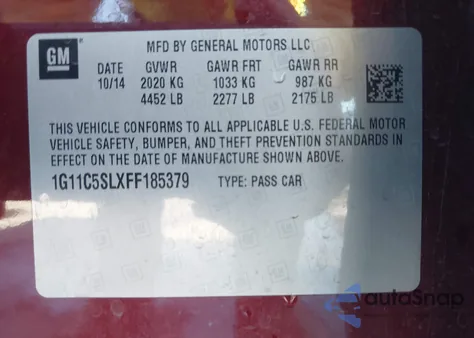 GM
MFD BY GENERAL MOTORS LLC
DATE GVWR GAWR FRT GAWR RR
10/14 2020 KG 1033 KG 987 KG
4452 LB 2277 LB 2175 LB
THIS VEHICLE CONFORMS TO ALL APPLICABLE U.S. FEDERAL MOTOR
VEHICLE SAFETY, BUMPER, AND THEFT PREVENTION STANDARDS IN
EFFECT ON THE DATE OF MANUFACTURE SHOWN ABOVE.
1G11C5SLXFF185379 TYPE: PASS CAR
autoSnap